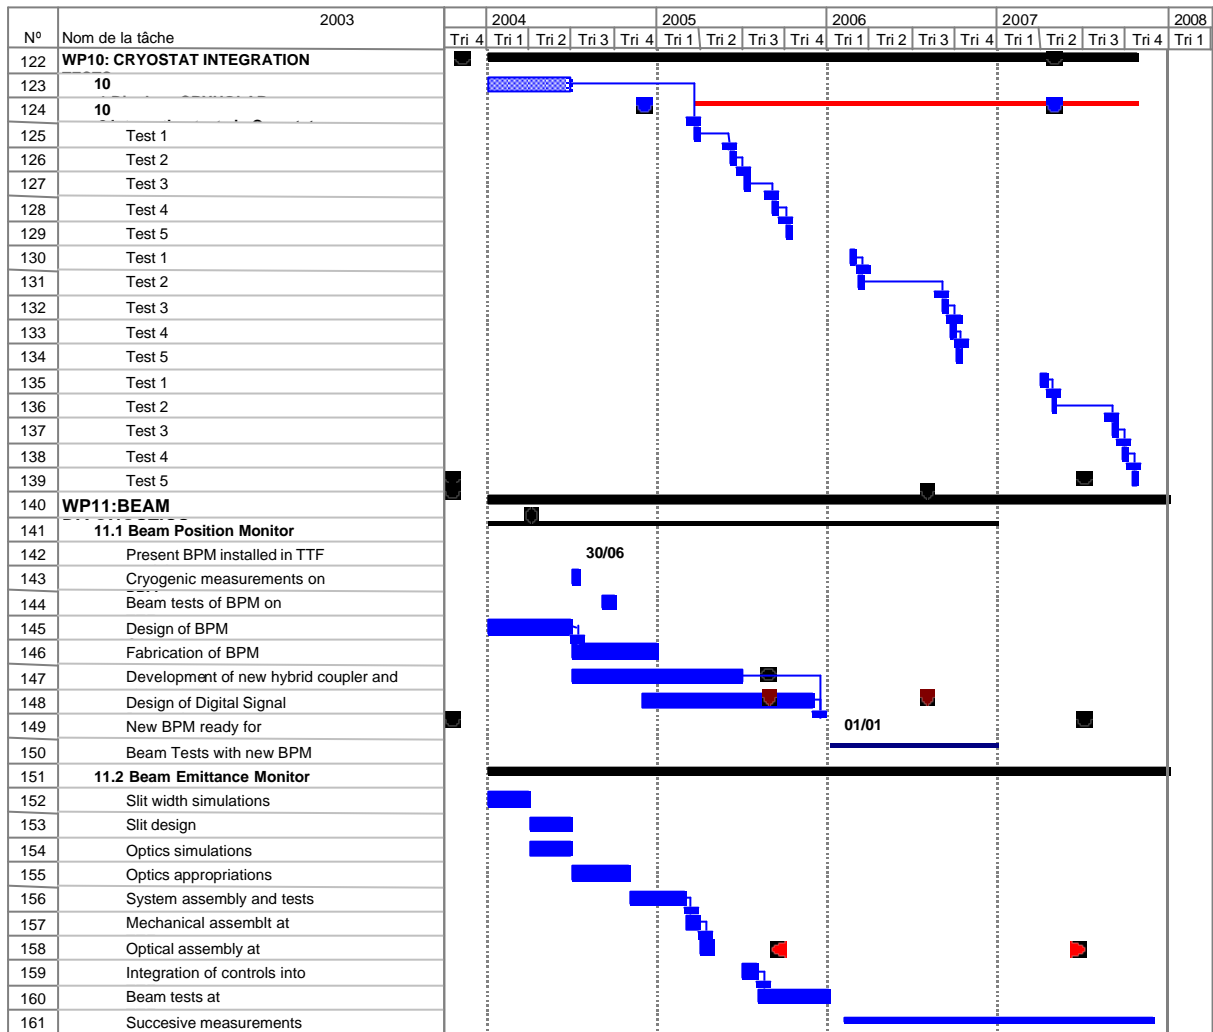 2003 2004 2005 2006 2007 2008
Nº Nom de la tâche Tri 4 Tri 1 Tri 2 Tri 3 Tri 4 Tri 1 Tri 2 Tri 3 Tri 4 Tri 1 Tri 2 Tri 3 Tri 4 Tri 1 Tri 2 Tri 3 Tri 4 Tri 1
122 WP10: CRYOSTAT INTEGRATION
123 10
124 10
125 Test 1
126 Test 2
127 Test 3
128 Test 4
129 Test 5
130 Test 1
131 Test 2
132 Test 3
133 Test 4
134 Test 5
135 Test 1
136 Test 2
137 Test 3
138 Test 4
139 Test 5
140 WP11:BEAM
141 11.1 Beam Position Monitor
142 Present BPM installed in TTF 30/06
143 Cryogenic measurements on
144 Beam tests of BPM on
145 Design of BPM
146 Fabrication of BPM
147 Development of new hybrid coupler and
148 Design of Digital Signal
149 New BPM ready for 01/01
150 Beam Tests with new BPM
151 11.2 Beam Emittance Monitor
152 Slit width simulations
153 Slit design
154 Optics simulations
155 Optics appropriations
156 System assembly and tests
157 Mechanical assemblt at
158 Optical assembly at
159 Integration of controls into
160 Beam tests at
161 Succesive measurements